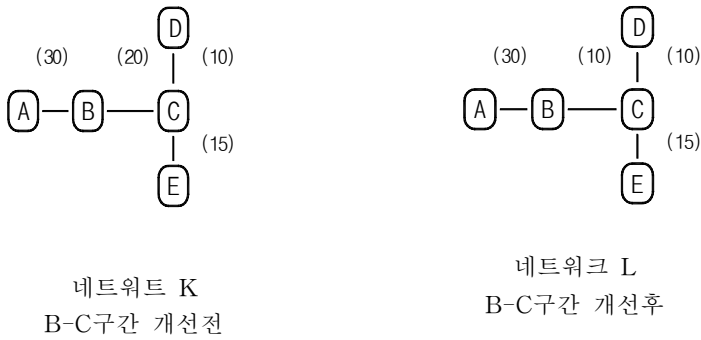 D D
(30) (20) (10) (30) (10) (10)
A B C A B C
(15) (15)
E E
네트워트 K 네트워크 L
B-C구간 개선전 B-C구간 개선후